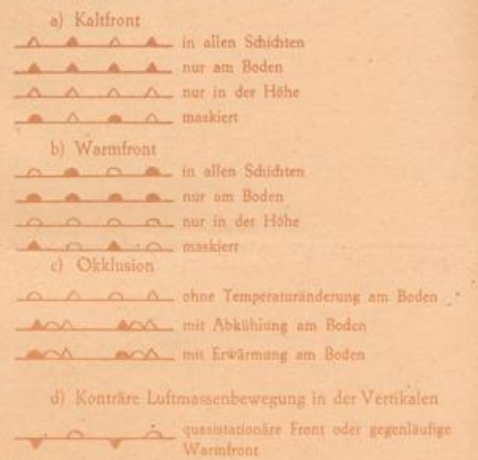 a) Kaltfront
in allen Schichten
nur am Boden
nur in der Höhe
maskiert
b) Warmfront
in allen Schichten
nur am Boden
nur in der Höhe
maskiert
c) Okklusion
ohne Temperaturänderung am Boden
mit Abkühlung am Boden
mit Erwärmung am Boden
d) Konträre Luftmassenbewegung in der Vertikalen
quasistationäre Front oder gegenläufige
Warmfront